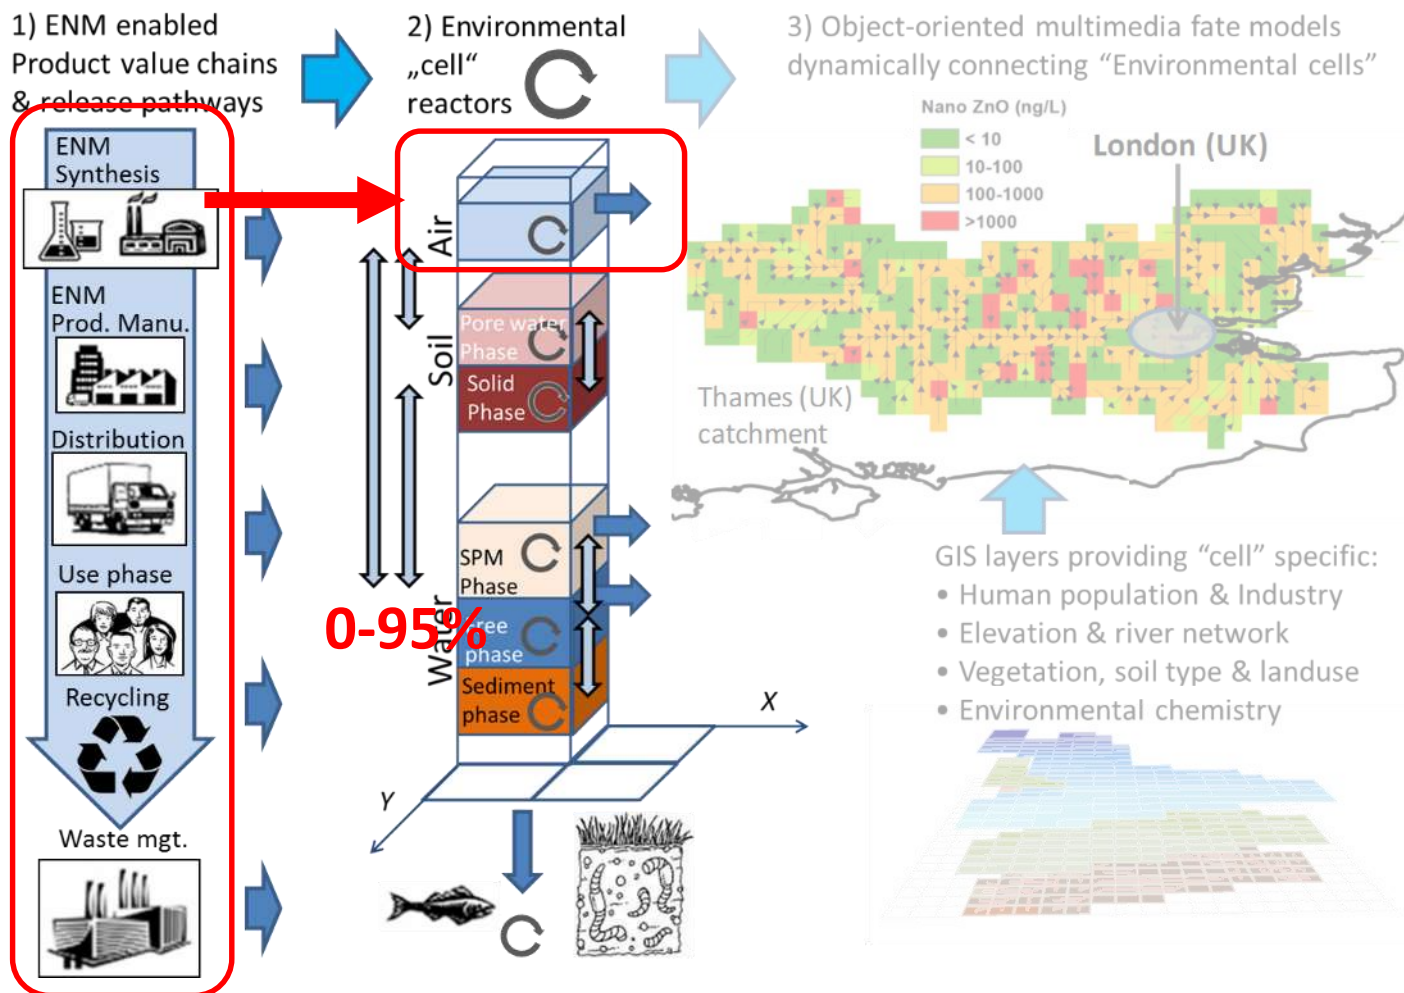 1) ENM enabled
Product value chains
& release pathways
ENM
Synthesis
ENM
Prod. Manu.
Distribution
Use phase
Recycling
Waste mgt.
2) Environmental
„cell“
reactors
Air
Soil
Pore water
Phase
Solid
Phase
Water
SPM
Phase
Free
phase
Sediment
phase
0-95%
X
Y
3) Object-oriented multimedia fate models
dynamically connecting “Environmental cells”
Nano ZnO (ng/L)
< 10
10-100
100-1000
>1000
London (UK)
Thames (UK)
catchment
GIS layers providing “cell” specific:
• Human population & Industry
• Elevation & river network
• Vegetation, soil type & landuse
• Environmental chemistry